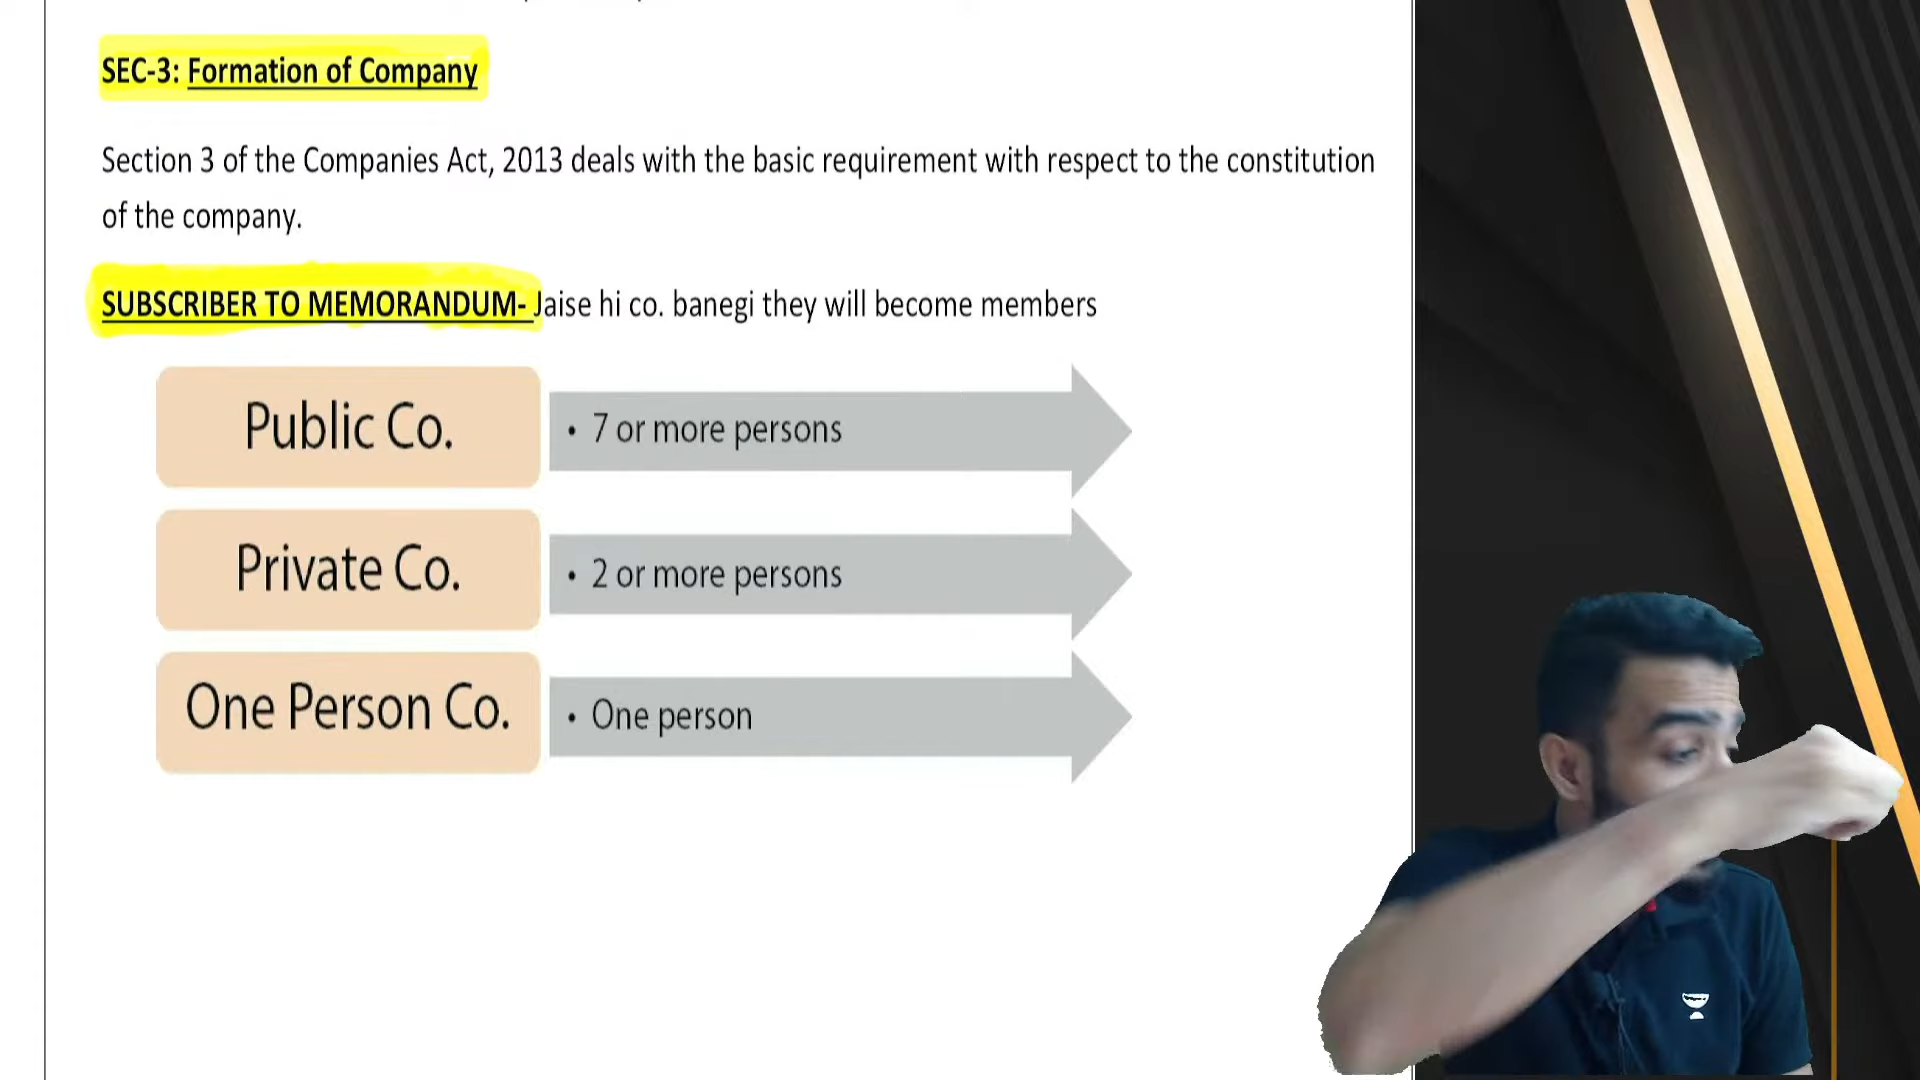 SEC-3: Formation of Company
Section 3 of the Companies Act, 2013 deals with the basic requirement with respect to the constitution
of the company.
SUBSCRIBER TO MEMORANDUM- Jaise hi co. banegi they will become members
Public Co.
• 7 or more persons
Private Co.
• 2 or more persons
One Person Co.
• One person